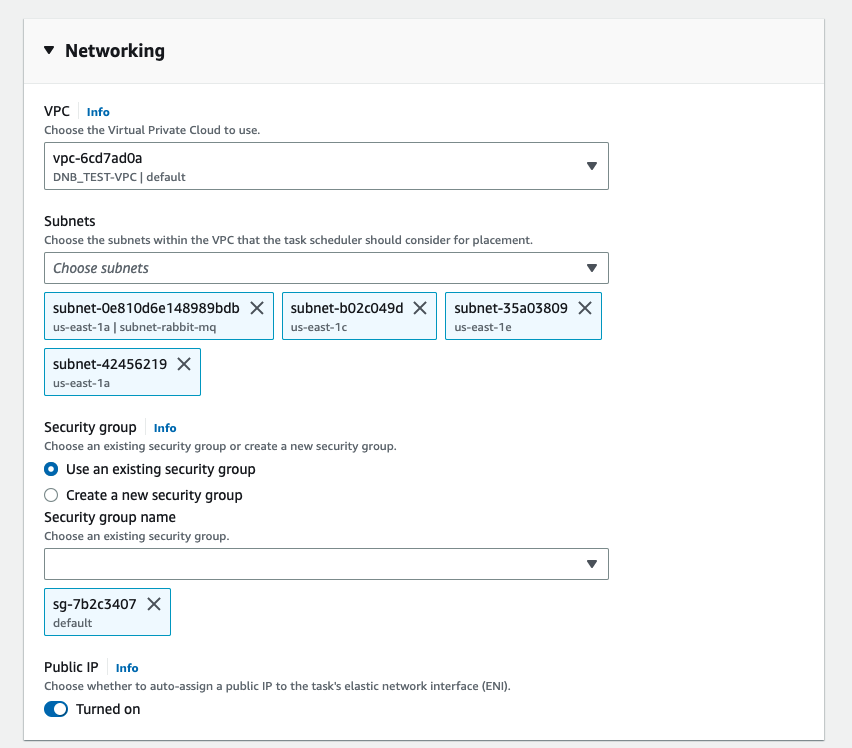 Networking
VPC Info
Choose the Virtual Private Cloud to use.
vpc-6cd7ad0a
DNB_TEST-VPC | default
Subnets
Choose the subnets within the VPC that the task scheduler should consider for placement.
Choose subnets
subnet-0e810d6e148989bdb subnet-b02c049d subnet-35a03809
us-east-1a | subnet-rabbit-mq us-east-1c us-east-1e
subnet-42456219
us-east-1a
Security group Info
Choose an existing security group or create a new security group.
Use an existing security group
Create a new security group
Security group name
Choose an existing security group.
sg-7b2c3407
default
Public IP Info
Choose whether to auto-assign a public IP to the task's elastic network interface (ENI).
Turned on